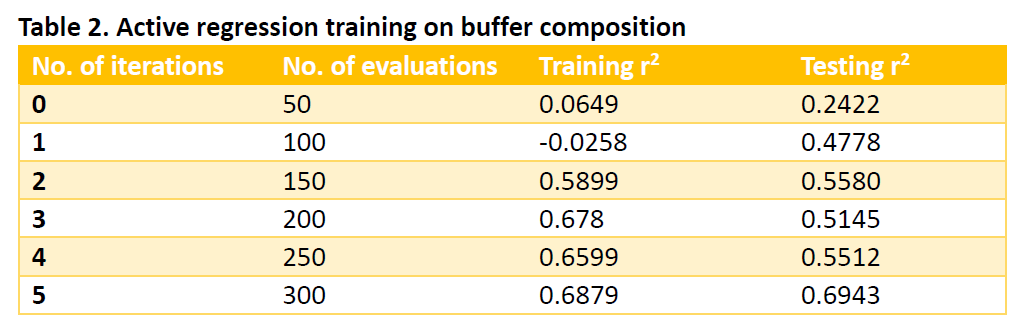 Table 2. Active regression training on buffer composition
No. of iterations No. of evaluations Training r² Testing r²
0 50 0.0649 0.2422
1 100 -0.0258 0.4778
2 150 0.5899 0.5580
3 200 0.678 0.5145
4 250 0.6599 0.5512
5 300 0.6879 0.6943